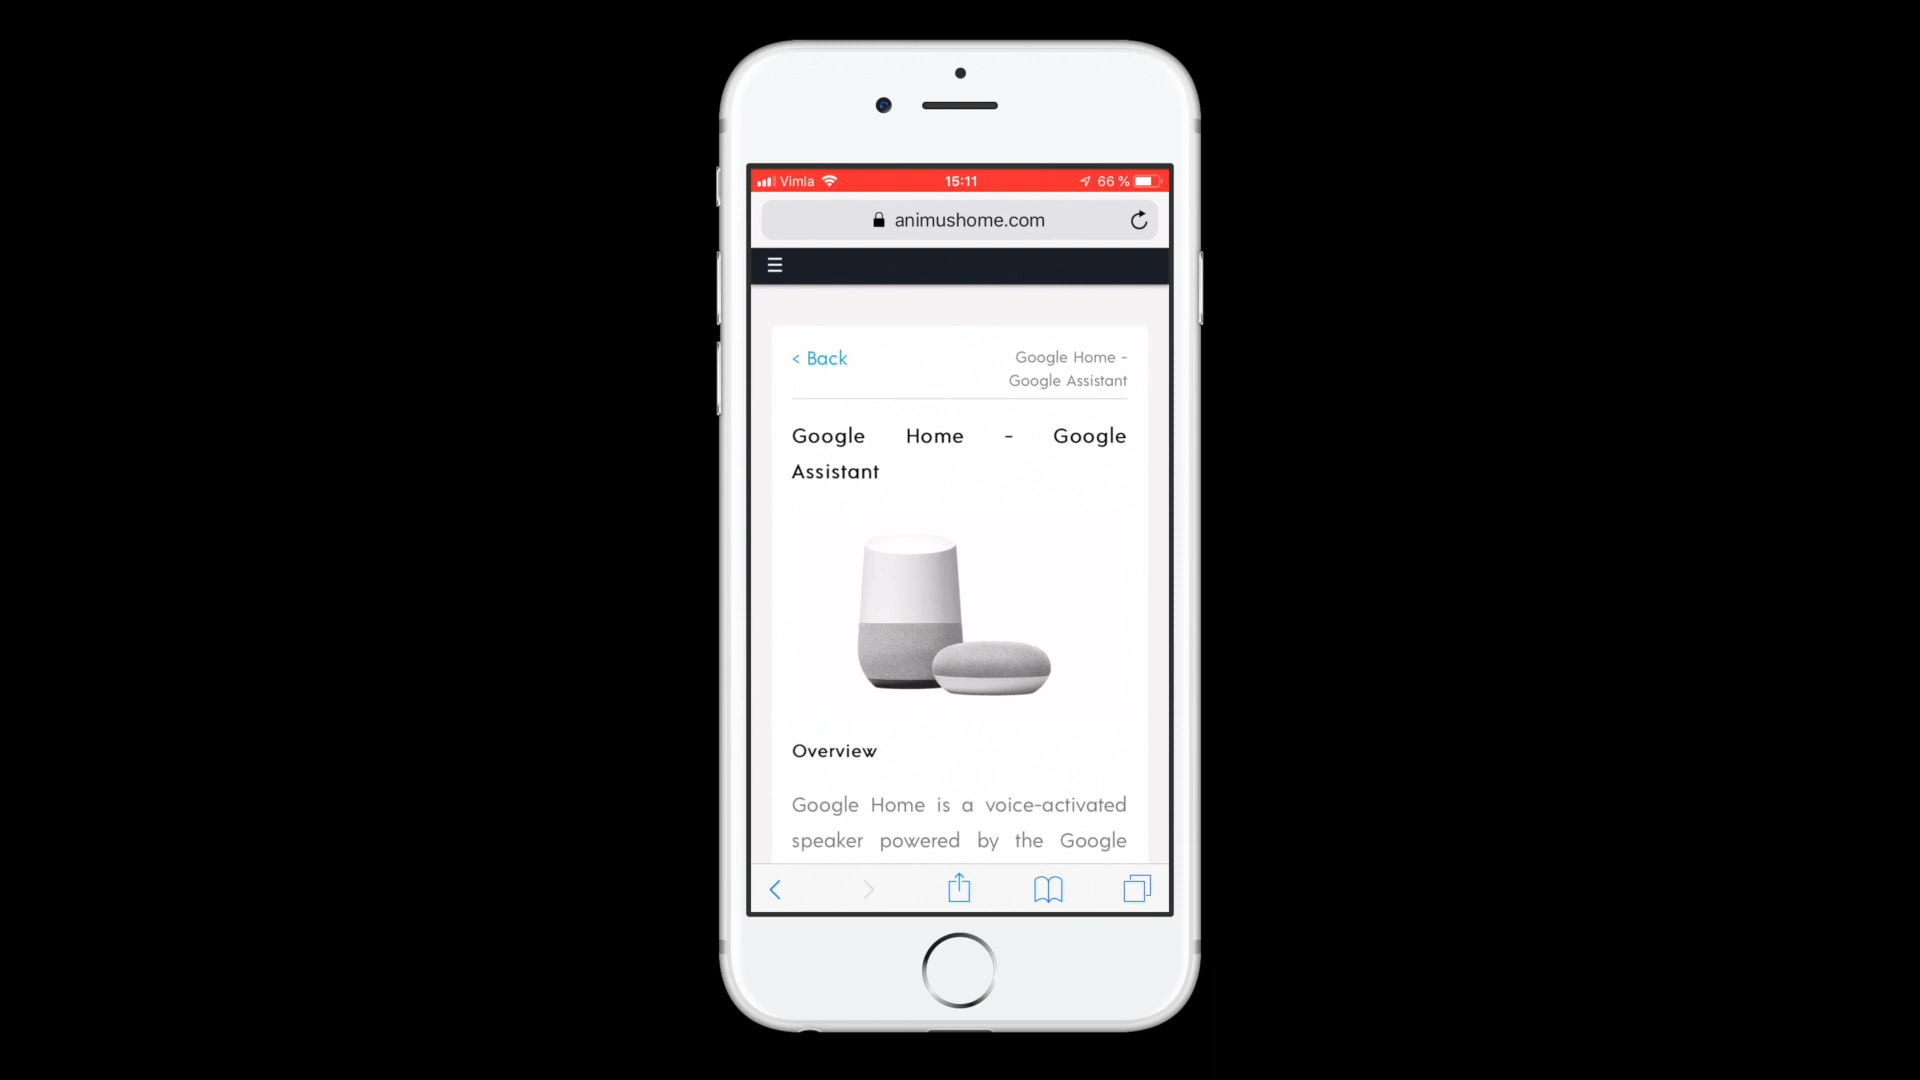 Vimla 15:11 66 %
animushome.com
< Back
Google Home -
Google Assistant
Google Home - Google
Assistant
Overview
Google Home is a voice-activated
speaker powered by the Google